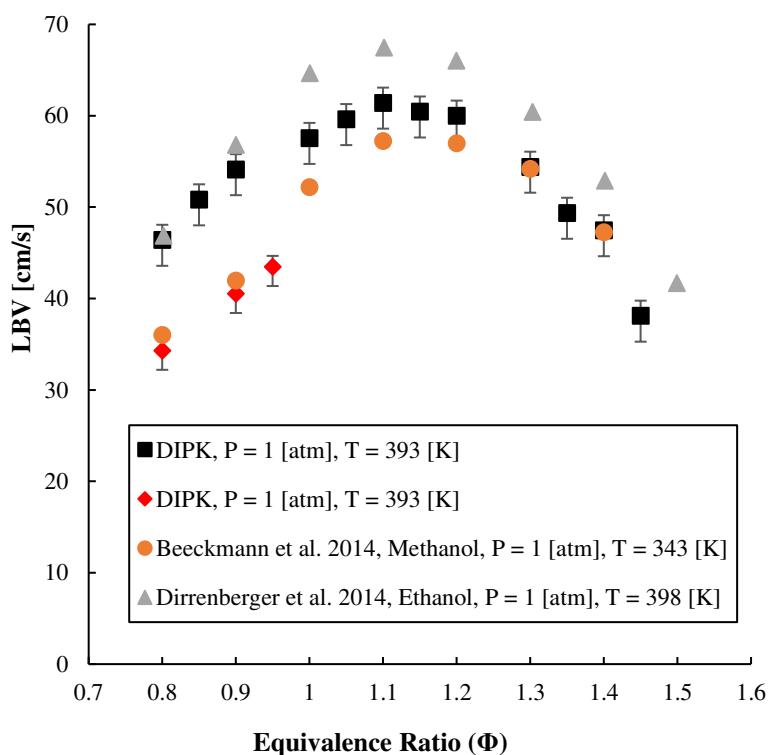 70
60
50
40
30
20
10
0
LBV [cm/s]
DIPK, P = 1 [atm], T = 393 [K]
DIPK, P = 1 [atm], T = 393 [K]
Beeckmann et al. 2014, Methanol, P = 1 [atm], T = 343 [K]
Dirrenberger et al. 2014, Ethanol, P = 1 [atm], T = 398 [K]
0.7 0.8 0.9 1 1.1 1.2 1.3 1.4 1.5 1.6
Equivalence Ratio (Φ)